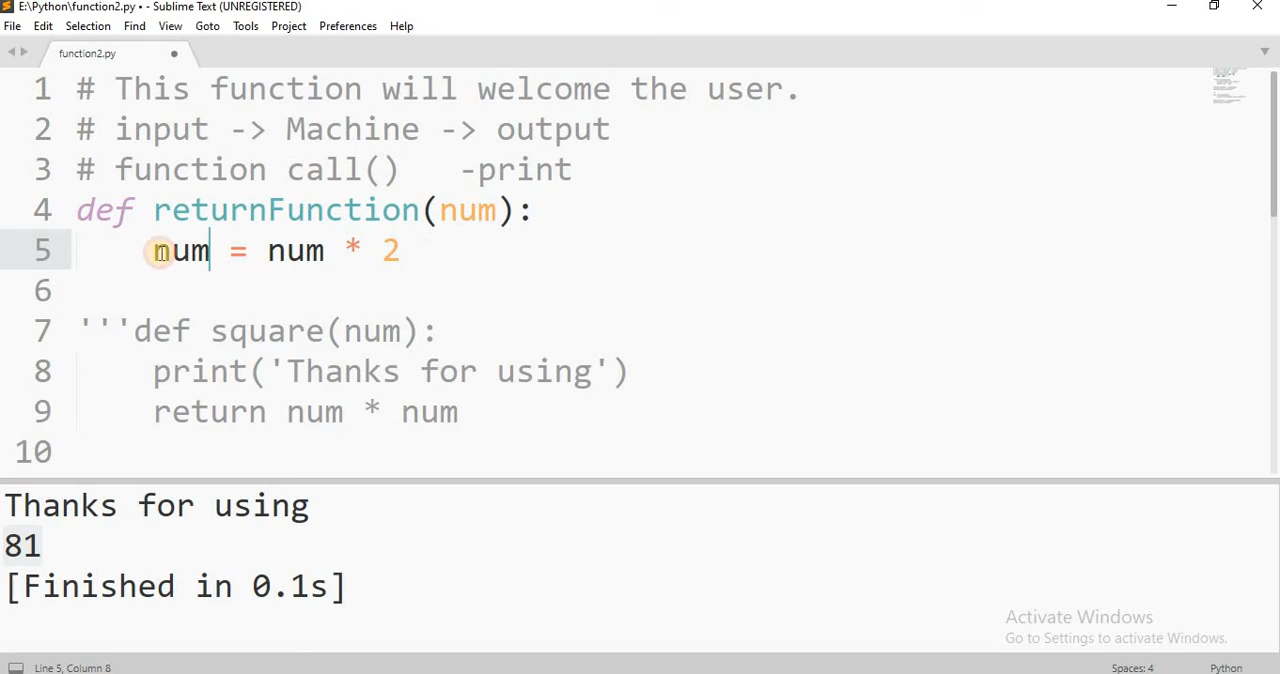 E:\Python\function2.py • - Sublime Text (UNREGISTERED)
File Edit Selection Find View Goto Tools Project Preferences Help
function2.py
1 # This function will welcome the user.
2 # input -> Machine -> output
3 # function call()   -print
4 def returnFunction(num):
5     num = num * 2
6
7 '''def square(num):
8     print('Thanks for using')
9     return num * num
10
Thanks for using
81
[Finished in 0.1s]
Activate Windows
Go to Settings to activate Windows.
Line 5, Column 8 Spaces: 4 Python